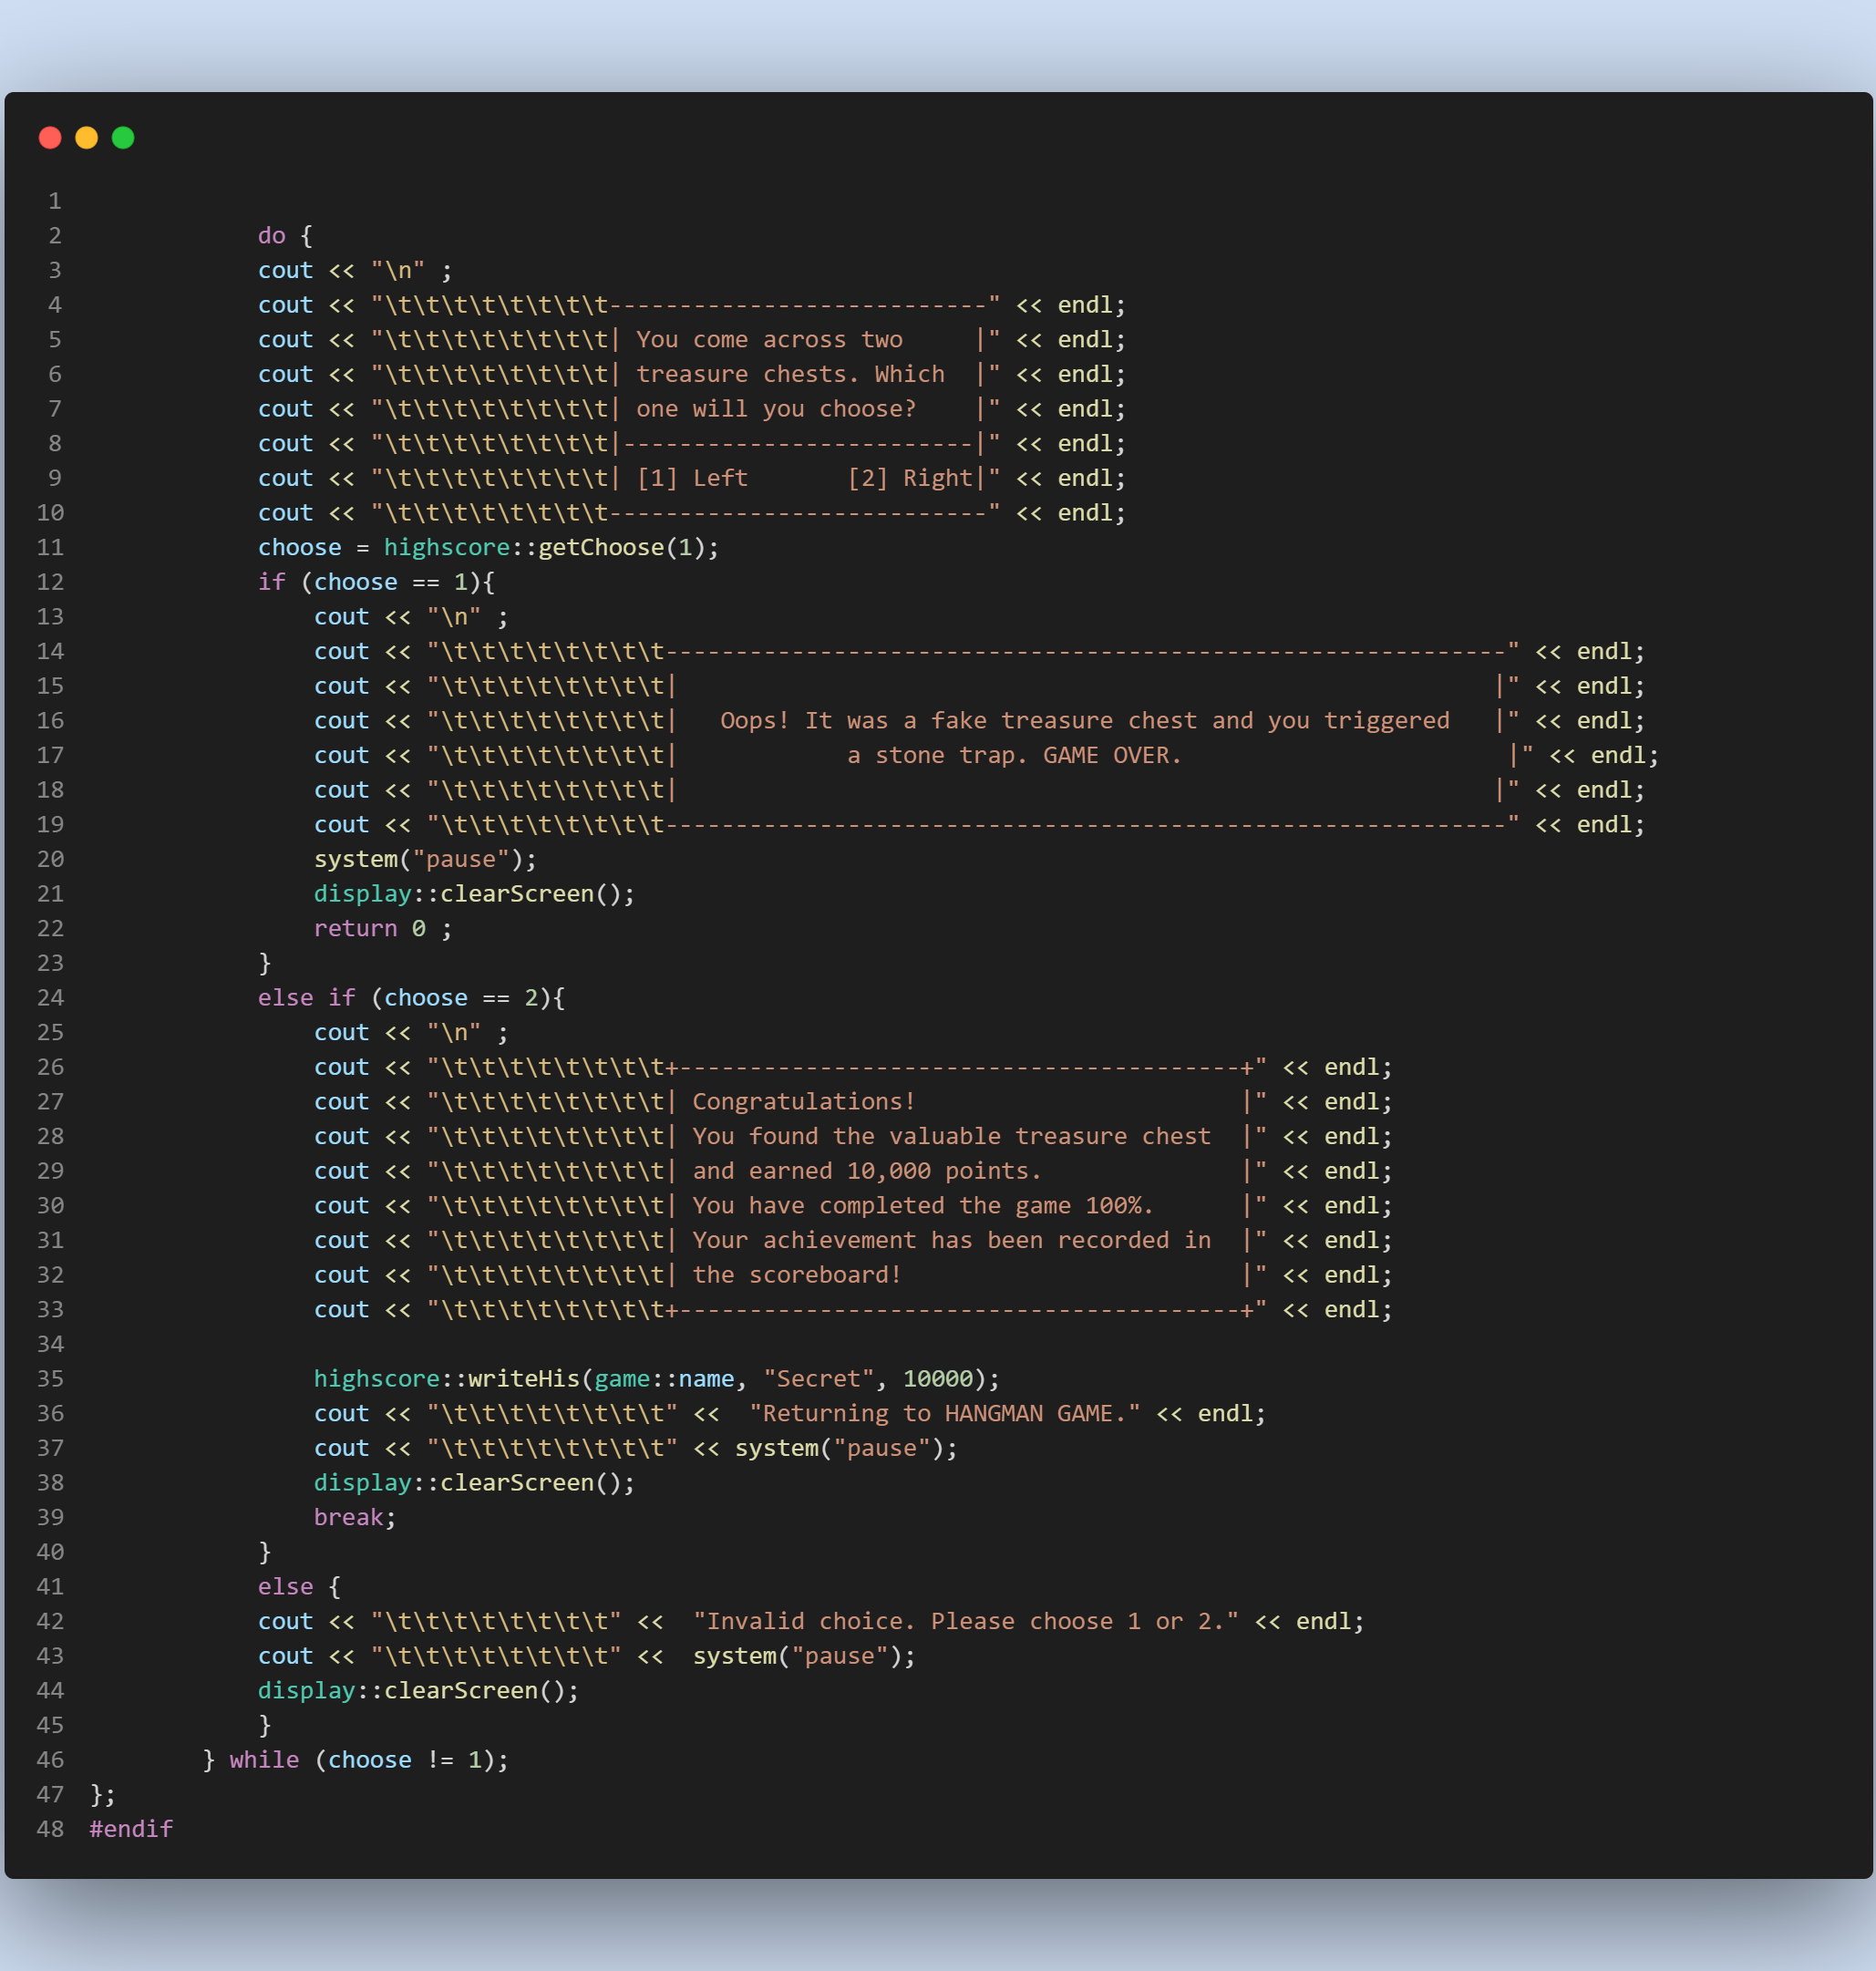 1
2             do {
3             cout << "\n" ;
4             cout << "\t\t\t\t\t\t\t\t---------------------------" << endl;
5             cout << "\t\t\t\t\t\t\t\t| You come across two     |" << endl;
6             cout << "\t\t\t\t\t\t\t\t| treasure chests. Which  |" << endl;
7             cout << "\t\t\t\t\t\t\t\t| one will you choose?    |" << endl;
8             cout << "\t\t\t\t\t\t\t\t|-------------------------|" << endl;
9             cout << "\t\t\t\t\t\t\t\t| [1] Left       [2] Right|" << endl;
10             cout << "\t\t\t\t\t\t\t\t---------------------------" << endl;
11             choose = highscore::getChoose(1);
12             if (choose == 1){
13                 cout << "\n" ;
14                 cout << "\t\t\t\t\t\t\t\t------------------------------------------------------------" << endl;
15                 cout << "\t\t\t\t\t\t\t\t|                                                          |" << endl;
16                 cout << "\t\t\t\t\t\t\t\t|   Oops! It was a fake treasure chest and you triggered   |" << endl;
17                 cout << "\t\t\t\t\t\t\t\t|            a stone trap. GAME OVER.                       |" << endl;
18                 cout << "\t\t\t\t\t\t\t\t|                                                          |" << endl;
19                 cout << "\t\t\t\t\t\t\t\t------------------------------------------------------------" << endl;
20                 system("pause");
21                 display::clearScreen();
22                 return 0 ;
23             }
24             else if (choose == 2){
25                 cout << "\n" ;
26                 cout << "\t\t\t\t\t\t\t\t+----------------------------------------+" << endl;
27                 cout << "\t\t\t\t\t\t\t\t| Congratulations!                       |" << endl;
28                 cout << "\t\t\t\t\t\t\t\t| You found the valuable treasure chest  |" << endl;
29                 cout << "\t\t\t\t\t\t\t\t| and earned 10,000 points.              |" << endl;
30                 cout << "\t\t\t\t\t\t\t\t| You have completed the game 100%.      |" << endl;
31                 cout << "\t\t\t\t\t\t\t\t| Your achievement has been recorded in  |" << endl;
32                 cout << "\t\t\t\t\t\t\t\t| the scoreboard!                        |" << endl;
33                 cout << "\t\t\t\t\t\t\t\t+----------------------------------------+" << endl;
34
35                 highscore::writeHis(game::name, "Secret", 10000);
36                 cout << "\t\t\t\t\t\t\t\t" <<  "Returning to HANGMAN GAME." << endl;
37                 cout << "\t\t\t\t\t\t\t\t" << system("pause");
38                 display::clearScreen();
39                 break;
40             }
41             else {
42             cout << "\t\t\t\t\t\t\t\t" <<  "Invalid choice. Please choose 1 or 2." << endl;
43             cout << "\t\t\t\t\t\t\t\t" <<  system("pause");
44             display::clearScreen();
45             }
46         } while (choose != 1);
47 };
48 #endif